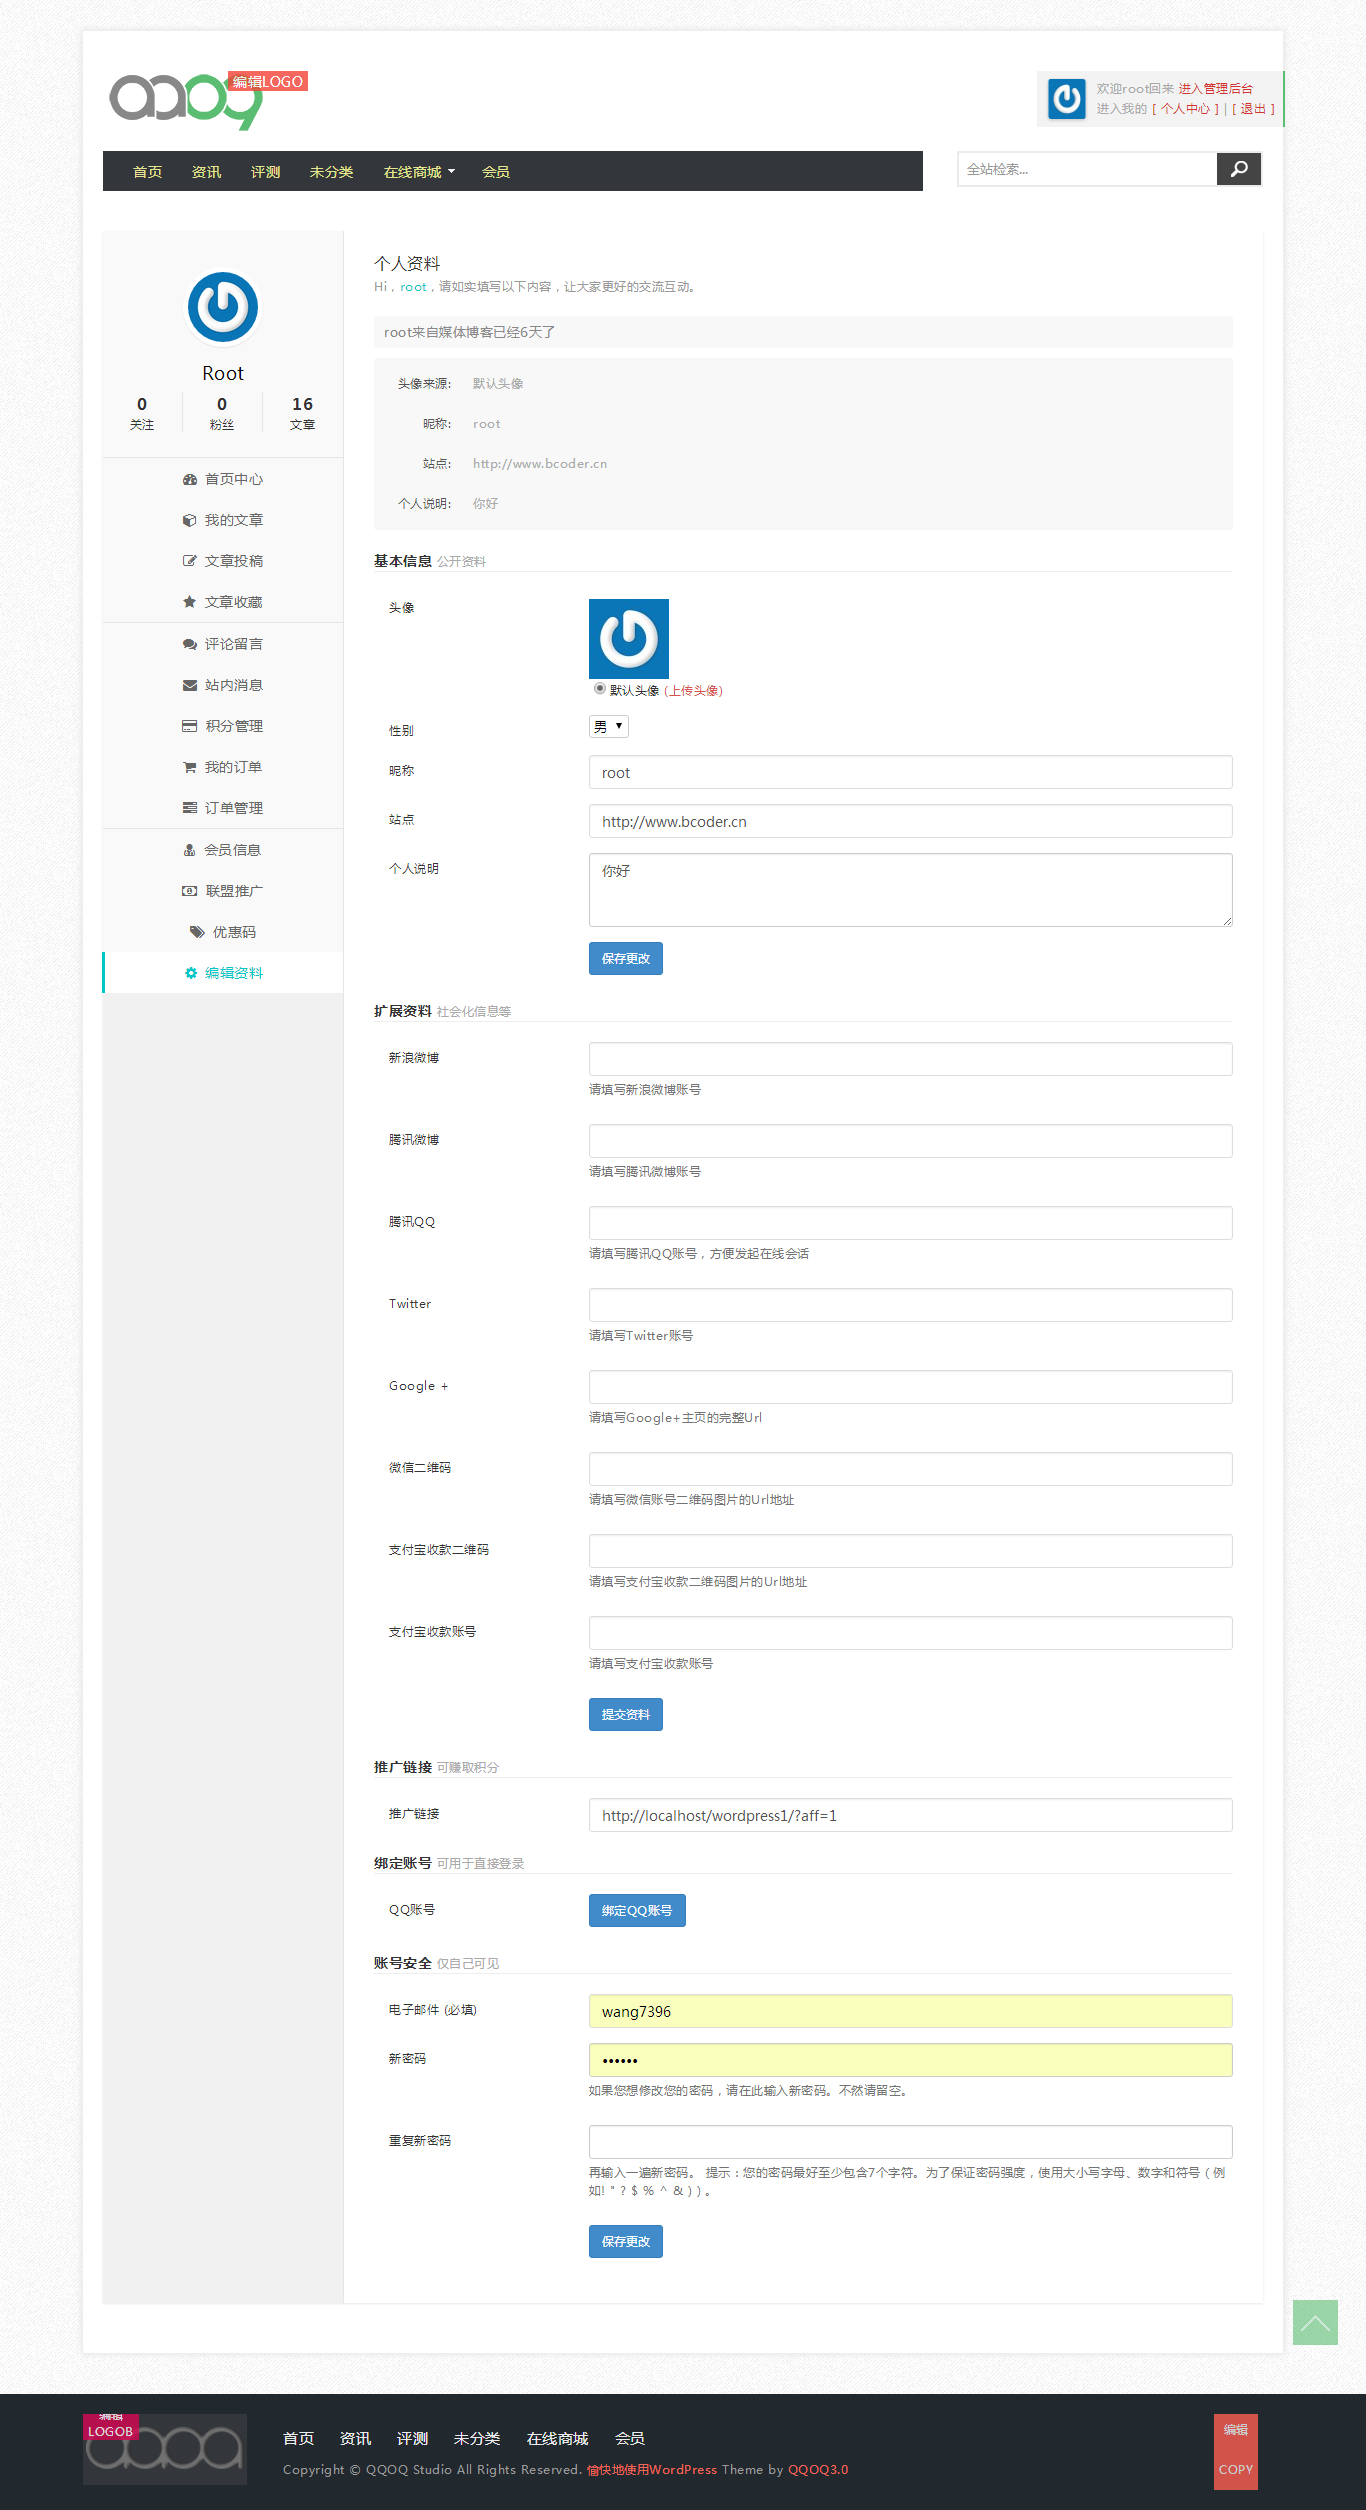 QQOQ
编辑LOGO
欢迎root回来 进入管理后台
进入我的 [ 个人中心 ] | [ 退出 ]
首页 资讯 评测 未分类 在线商城 会员
全站检索...
Root
0 0 16
关注 粉丝 文章
首页中心
我的文章
文章投稿
文章收藏
评论留言
站内消息
积分管理
我的订单
订单管理
会员信息
联盟推广
优惠码
编辑资料
个人资料
Hi，root，请如实填写以下内容，让大家更好的交流互动。
root来自媒体博客已经6天了
头像来源: 默认头像
昵称: root
站点: http://www.bcoder.cn
个人说明: 你好
基本信息 公开资料
头像
默认头像 (上传头像)
性别 男
昵称 root
站点 http://www.bcoder.cn
个人说明 你好
保存更改
扩展资料 社会化信息等
新浪微博
请填写新浪微博账号
腾讯微博
请填写腾讯微博账号
腾讯QQ
请填写腾讯QQ账号，方便发起在线会话
Twitter
请填写Twitter账号
Google +
请填写Google+主页的完整Url
微信二维码
请填写微信账号二维码图片的Url地址
支付宝收款二维码
请填写支付宝收款二维码图片的Url地址
支付宝收款账号
请填写支付宝收款账号
提交资料
推广链接 可赚取积分
推广链接 http://localhost/wordpress1/?aff=1
绑定账号 可用于直接登录
QQ账号 绑定QQ账号
账号安全 仅自己可见
电子邮件 (必填) wang7396
新密码 ••••••
如果您想修改您的密码，请在此输入新密码。不然请留空。
重复新密码
再输入一遍新密码。 提示：您的密码最好至少包含7个字符。为了保证密码强度，使用大小写字母、数字和符号（例
如! " ? $ % ^ & )）。
保存更改
编辑
LOGOB
首页 资讯 评测 未分类 在线商城 会员
Copyright © QQOQ Studio All Rights Reserved. 愉快地使用WordPress Theme by QQOQ3.0
编辑
COPY